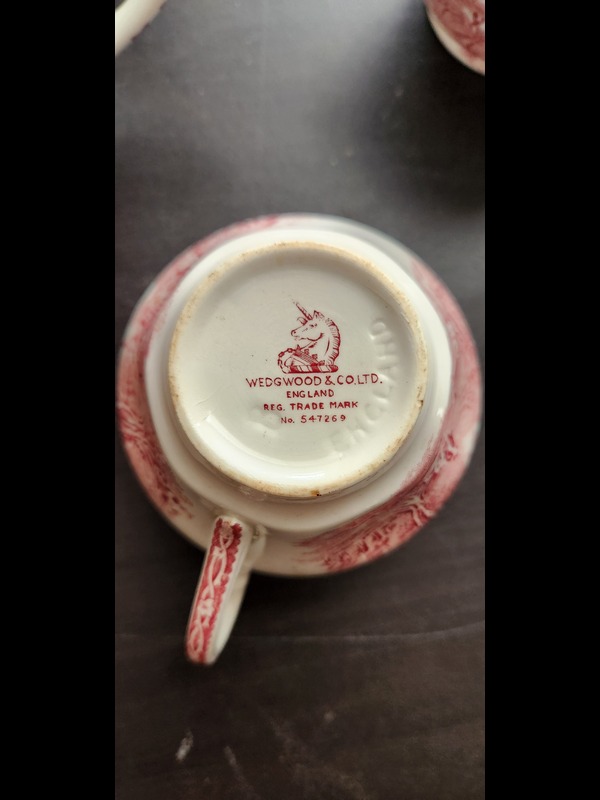 WEDGWOOD & CO. LTD.
ENGLAND
REG. TRADE MARK
No. 547269
ENGLAND